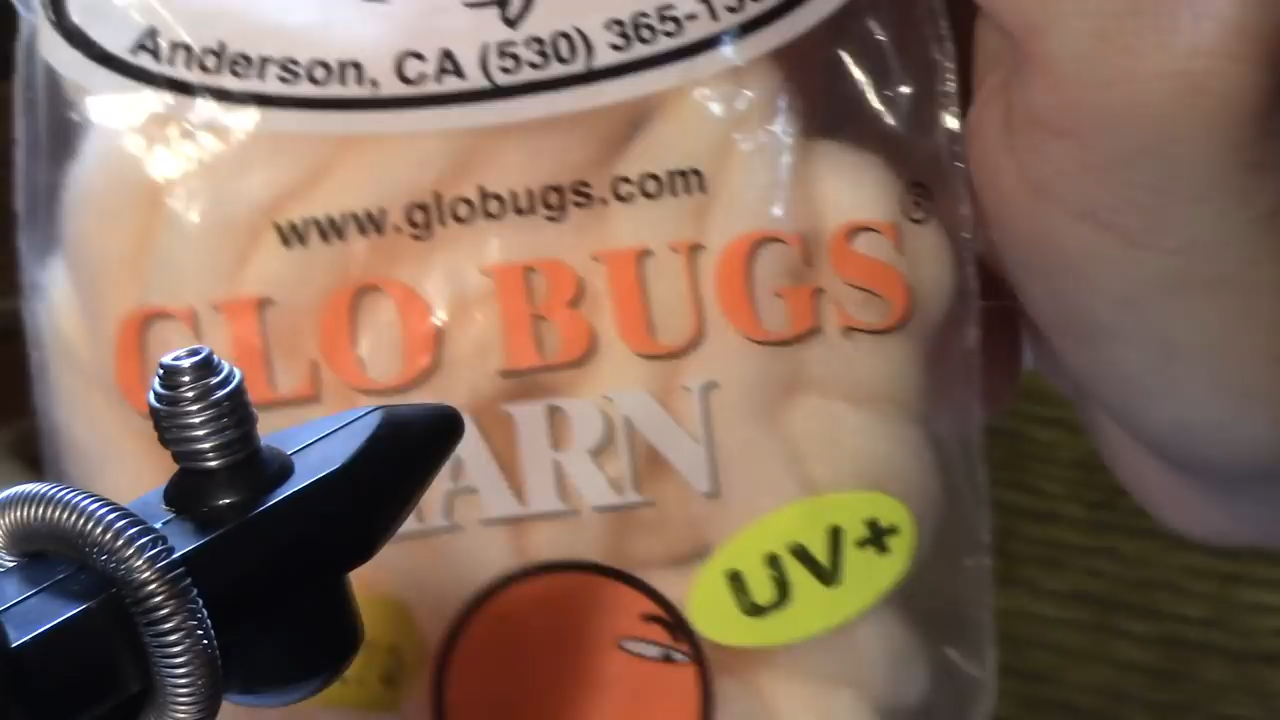 Anderson, CA (530) 365-
www.globugs.com
GLO BUGS®
ARN
UV+